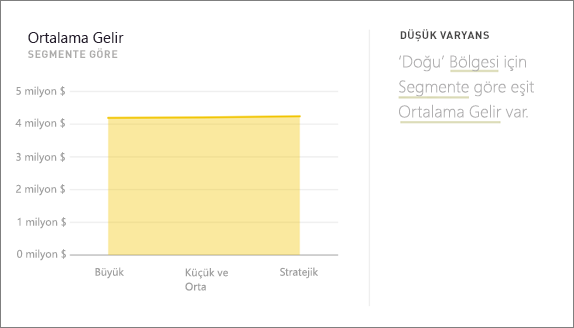 Ortalama Gelir
SEGMENTE GÖRE
5 milyon $
4 milyon $
3 milyon $
2 milyon $
1 milyon $
0 milyon $
Büyük
Küçük ve
Orta
Stratejik
DÜŞÜK VARYANS
‘Doğu’ Bölgesi için
Segmente göre eşit
Ortalama Gelir var.